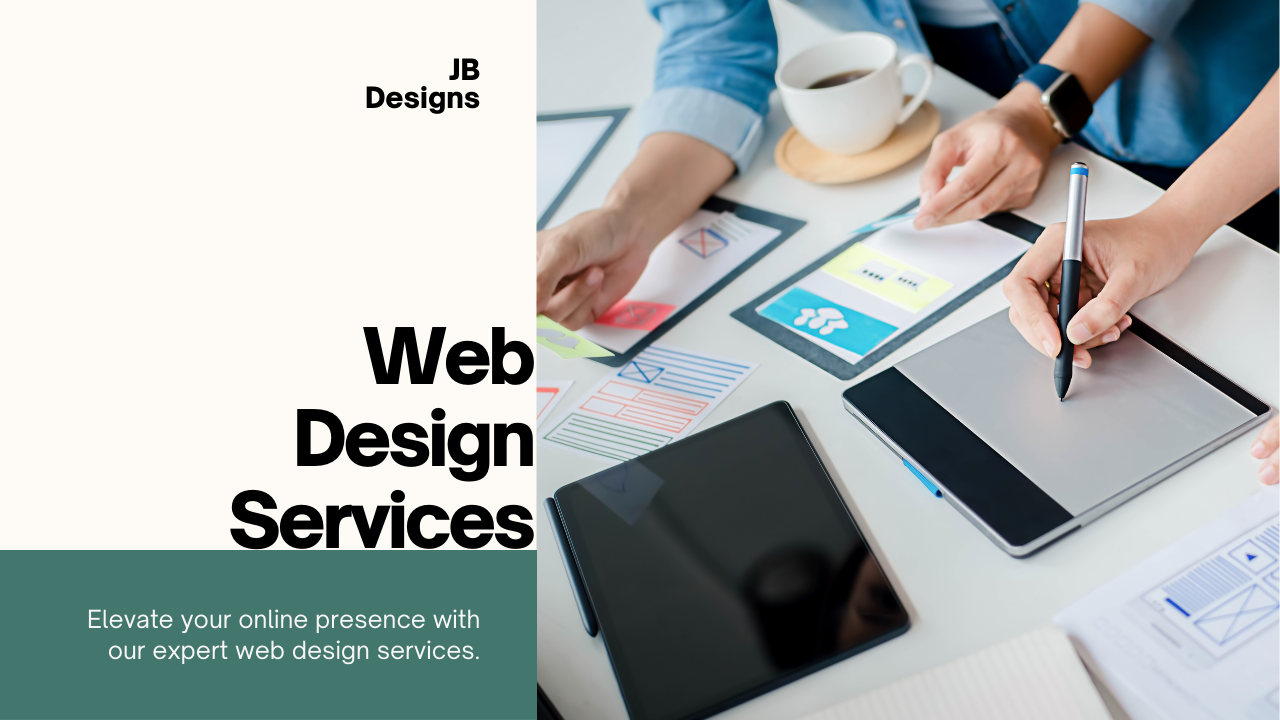 JB
Designs
Web
Design
Services
Elevate your online presence with
our expert web design services.